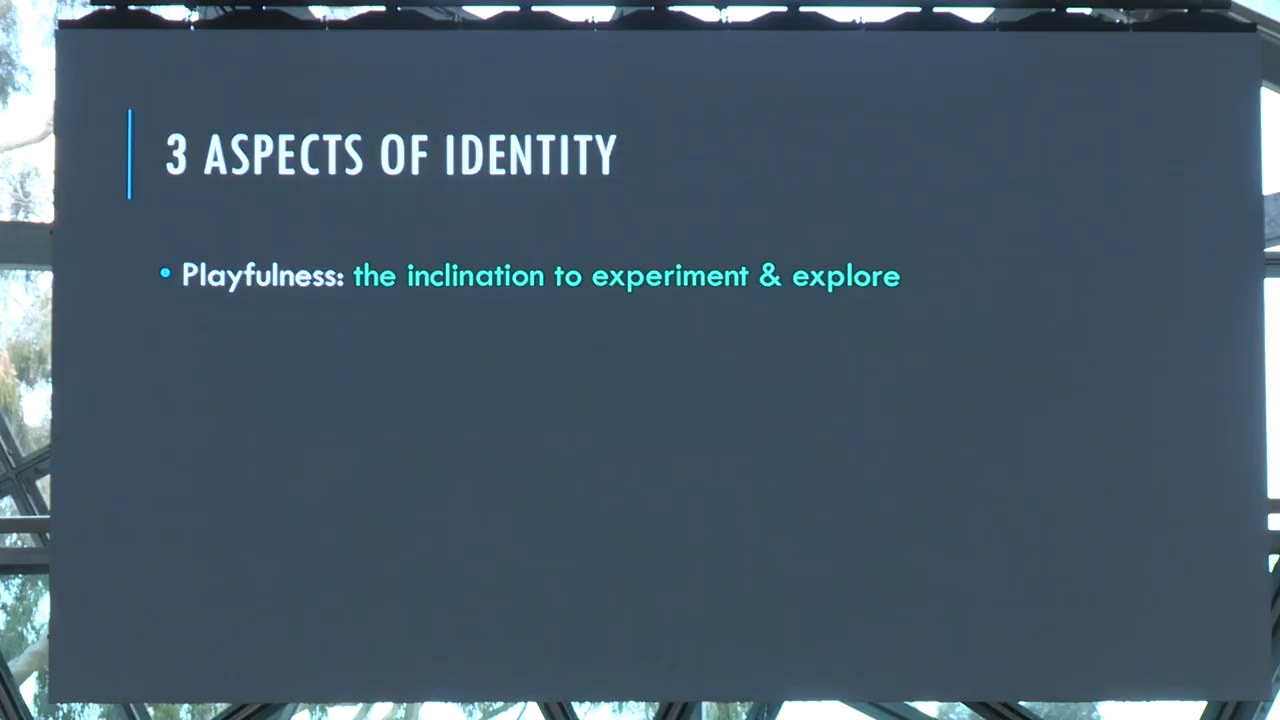 3 ASPECTS OF IDENTITY
• Playfulness: the inclination to experiment & explore